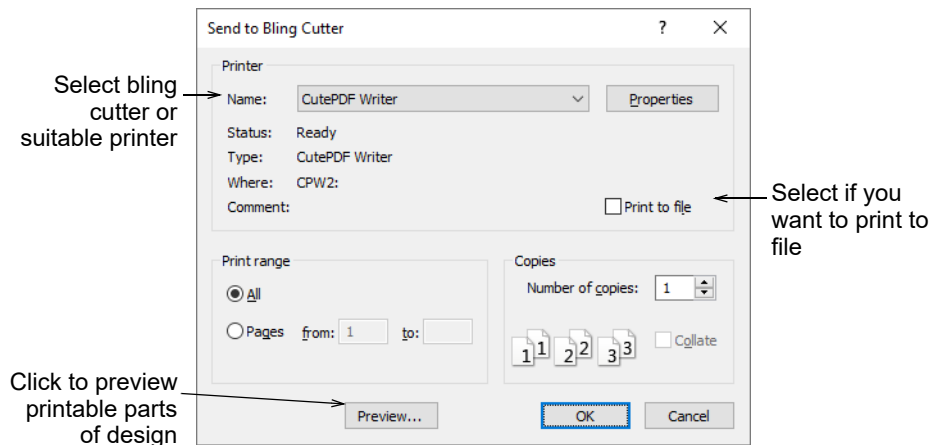 Send to Bling Cutter ?
Printer
Select bling
cutter or
suitable printer
Name: CutePDF Writer Properties
Status: Ready
Type: CutePDF Writer
Where: CPW2:
Comment:
Print to file
Select if you
want to print to
file
Print range
All
Pages from: 1 to:
Copies
Number of copies: 1
1 1 2 2 3 3
Collate
Click to preview
printable parts
of design
Preview... OK Cancel